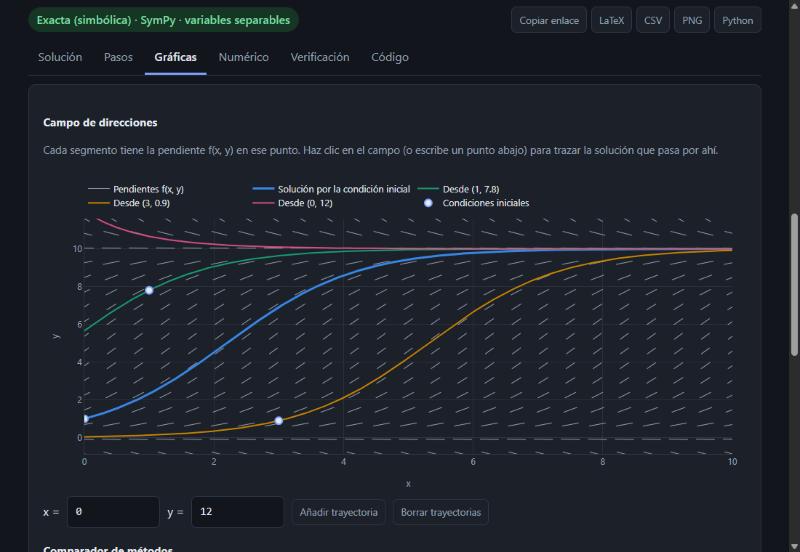 Exacta (simbólica) · SymPy · variables separables
Copiar enlace LaTeX CSV PNG Python
Solución Pasos Gráficas Numérico Verificación Código
Campo de direcciones
Cada segmento tiene la pendiente f(x, y) en ese punto. Haz clic en el campo (o escribe un punto abajo) para trazar la solución que pasa por ahí.
Pendientes f(x, y) Solución por la condición inicial Desde (1, 7.8)
Desde (3, 0.9) Desde (0, 12) Condiciones iniciales
10
8
6
y
4
2
0
0 2 4 6 8 10
x
x = 0 y = 12 Añadir trayectoria Borrar trayectorias
Comparador de métodos